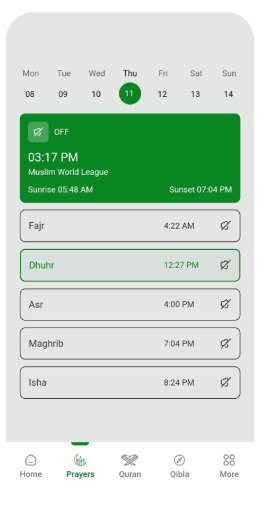 Mon Tue Wed Thu Fri Sat Sun
08 09 10 11 12 13 14
OFF
03:17 PM
Muslim World League
Sunrise 05:48 AM Sunset 07:04 PM
Fajr 4:22 AM
Dhuhr 12:27 PM
Asr 4:00 PM
Maghrib 7:04 PM
Isha 8:24 PM
Home Prayers Quran Qibla More